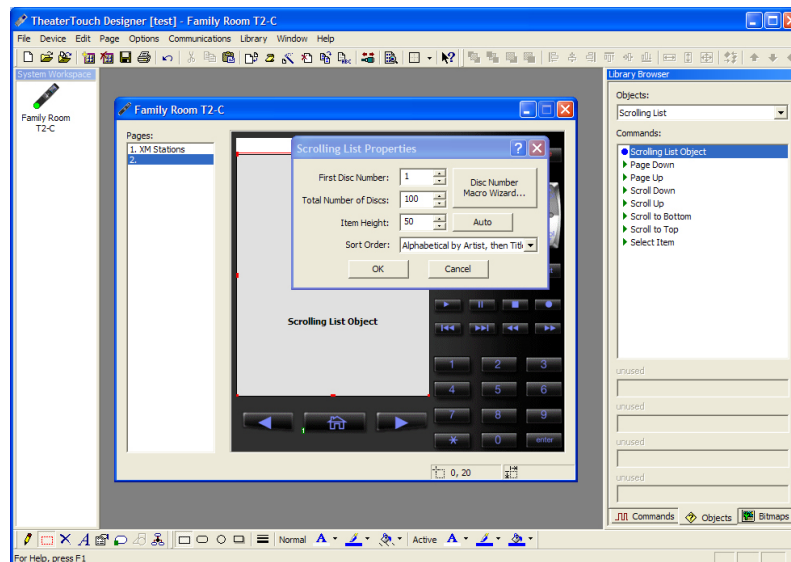 TheaterTouch Designer [test] - Family Room T2-C
File Device Edit Page Options Communications Library Window Help
System Workspace
Family Room
T2-C
Family Room T2-C
Pages:
1. XM Stations
2.
Scrolling List Properties
First Disc Number: 1
Total Number of Discs: 100
Item Height: 50
Sort Order: Alphabetical by Artist, then Titl
Disc Number
Macro Wizard...
Auto
OK Cancel
Scrolling List Object
1 2 3
4 5 6
7 8 9
* 0 enter
1
0, 20
Library Browser
Objects:
Scrolling List
Commands:
Scrolling List Object
Page Down
Page Up
Scroll Down
Scroll Up
Scroll to Bottom
Scroll to Top
Select Item
unused
unused
unused
unused
Commands Objects Bitmaps
Normal A Active A
For Help, press F1